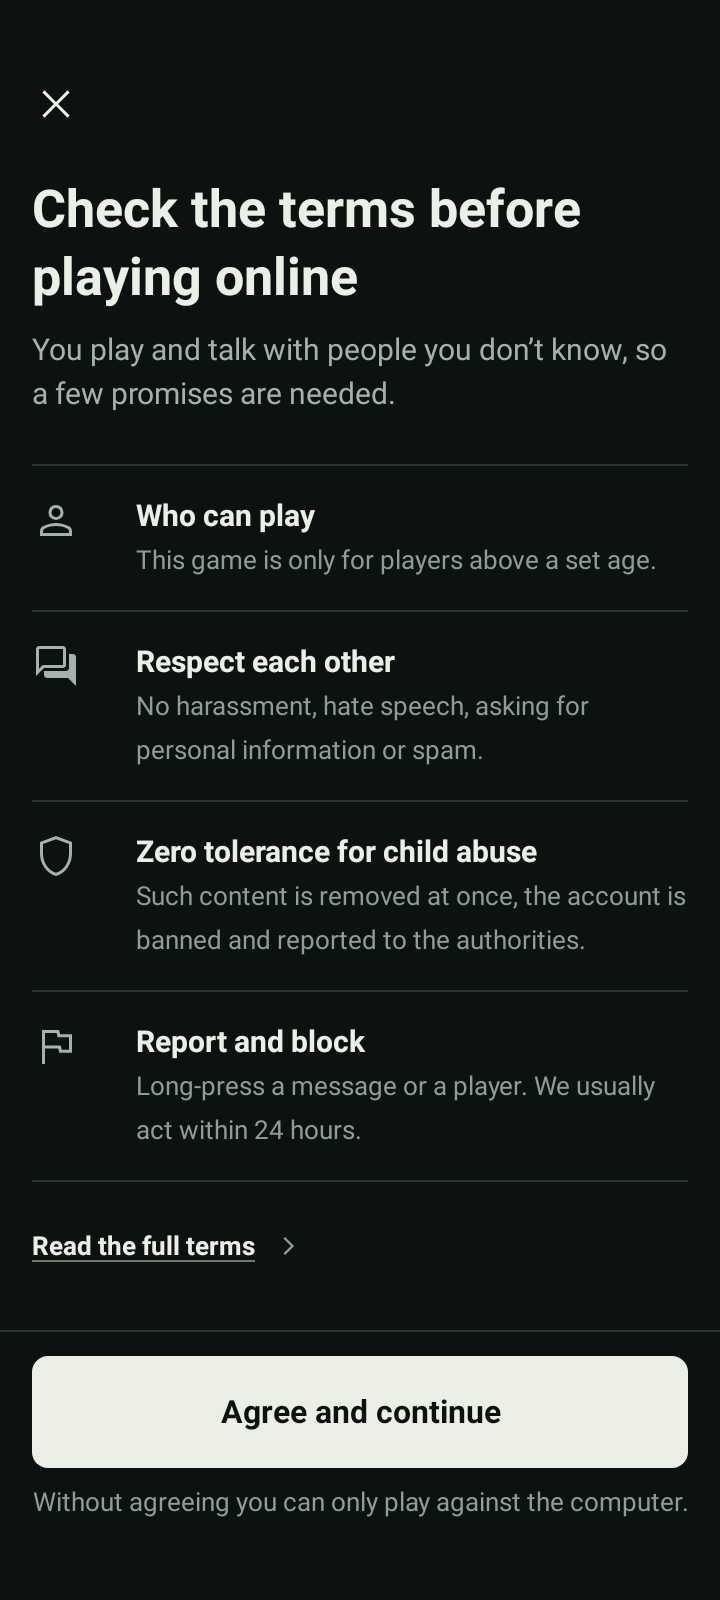 Check the terms before
playing online
You play and talk with people you don’t know, so
a few promises are needed.
Who can play
This game is only for players above a set age.
Respect each other
No harassment, hate speech, asking for
personal information or spam.
Zero tolerance for child abuse
Such content is removed at once, the account is
banned and reported to the authorities.
Report and block
Long-press a message or a player. We usually
act within 24 hours.
Read the full terms
Agree and continue
Without agreeing you can only play against the computer.